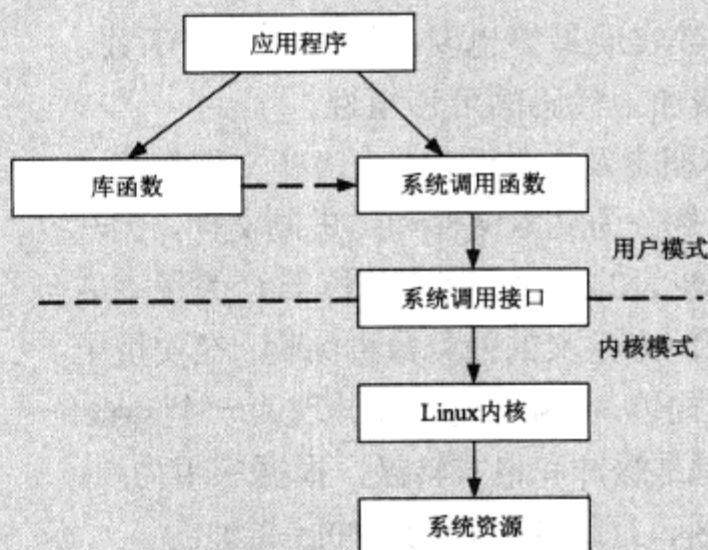 应用程序
库函数
系统调用函数
用户模式
系统调用接口
内核模式
Linux内核
系统资源